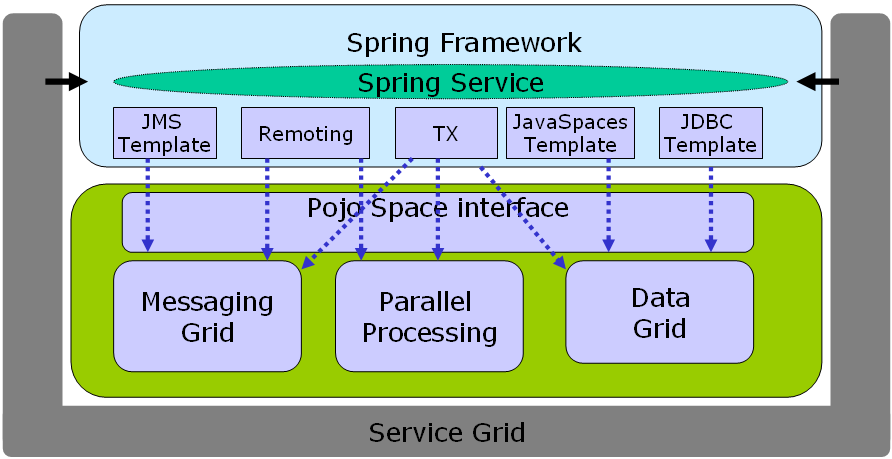 Spring Framework
Spring Service
JMS
Template
Remoting
TX
JavaSpaces
Template
JDBC
Template
Pojo Space interface
Messaging
Grid
Parallel
Processing
Data
Grid
Service Grid